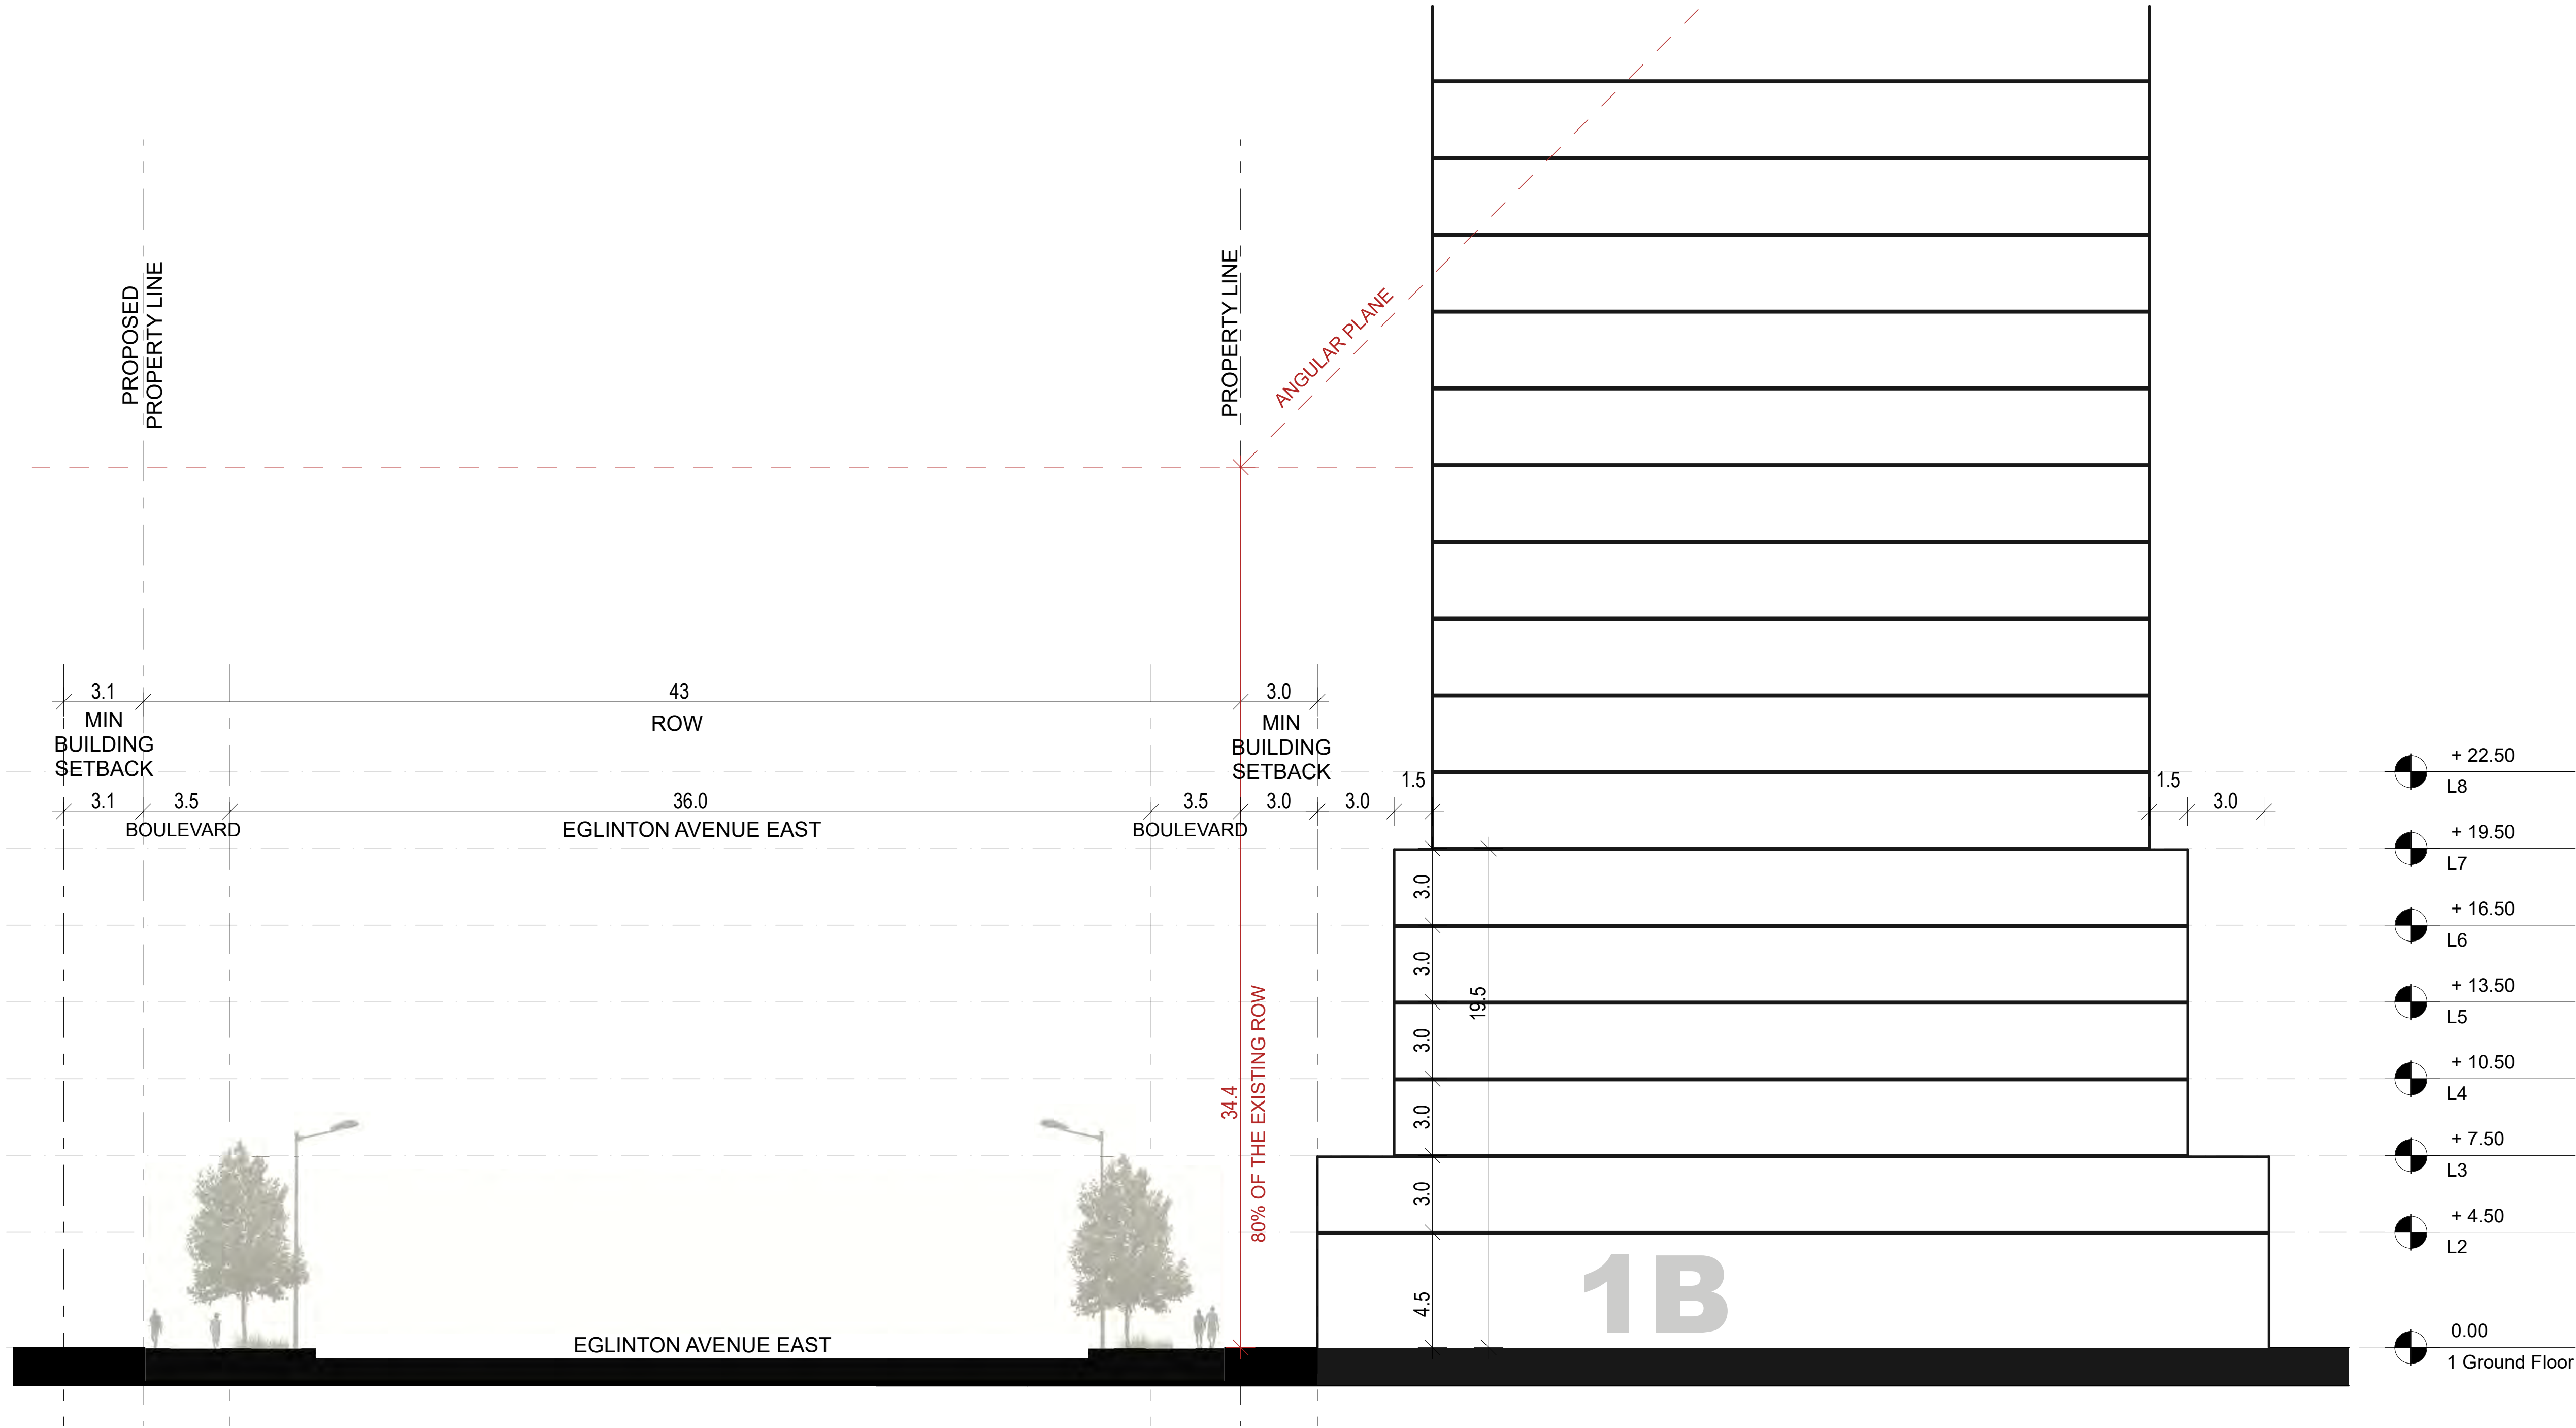 PROPOSED
PROPERTY LINE
PROPERTY LINE
ANGULAR PLANE
3.1
43
3.0
MIN
BUILDING
SETBACK
ROW
MIN
BUILDING
SETBACK
3.1
3.5
36.0
3.5
3.0
3.0
1.5
1.5
3.0
BOULEVARD
EGLINTON AVENUE EAST
BOULEVARD
+ 22.50
L8
+ 19.50
L7
+ 16.50
L6
+ 13.50
L5
+ 10.50
L4
+ 7.50
L3
+ 4.50
L2
0.00
1 Ground Floor
3.0
3.0
3.0
3.0
3.0
4.5
19.5
34.4
80% OF THE EXISTING ROW
1B
EGLINTON AVENUE EAST